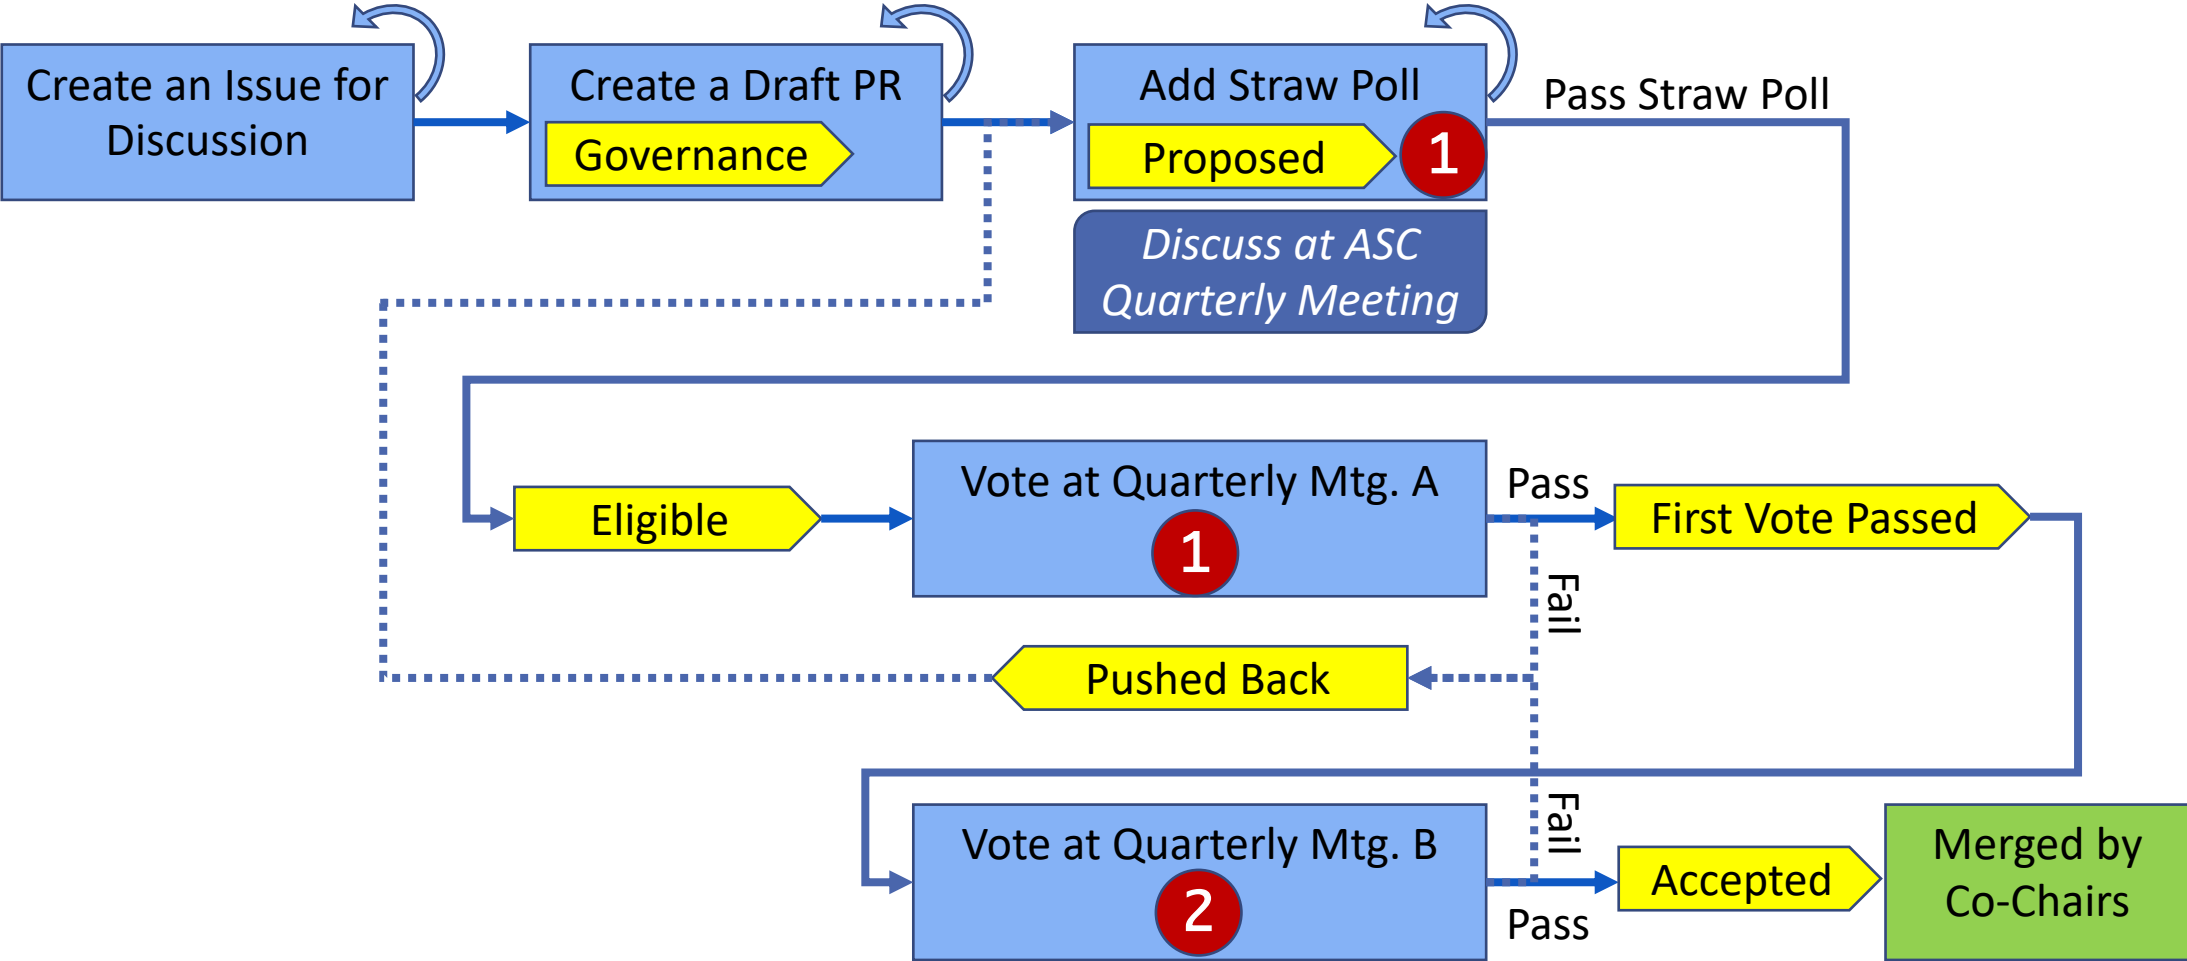 Create an Issue for
Discussion
Create a Draft PR
Governance
Add Straw Poll
Proposed
1
Pass Straw Poll
Discuss at ASC
Quarterly Meeting
Eligible
Vote at Quarterly Mtg. A
1
Pass
First Vote Passed
Fail
Pushed Back
Vote at Quarterly Mtg. B
2
Fail
Pass
Accepted
Merged by
Co-Chairs